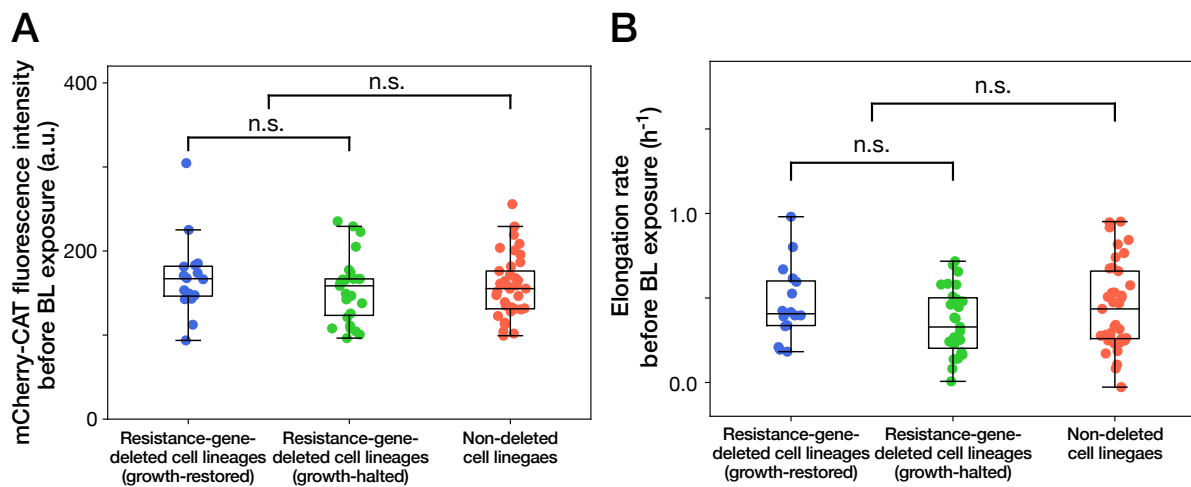 A
mCherry-CAT fluorescence intensity
before BL exposure (a.u.)
400
200
0
n.s.
n.s.
Resistance-gene-
deleted cell lineages
(growth-restored)
Resistance-gene-
deleted cell lineages
(growth-halted)
Non-deleted
cell linegaes
B
Elongation rate
before BL exposure (h⁻¹)
1.0
0.0
n.s.
n.s.
Resistance-gene-
deleted cell lineages
(growth-restored)
Resistance-gene-
deleted cell lineages
(growth-halted)
Non-deleted
cell linegaes